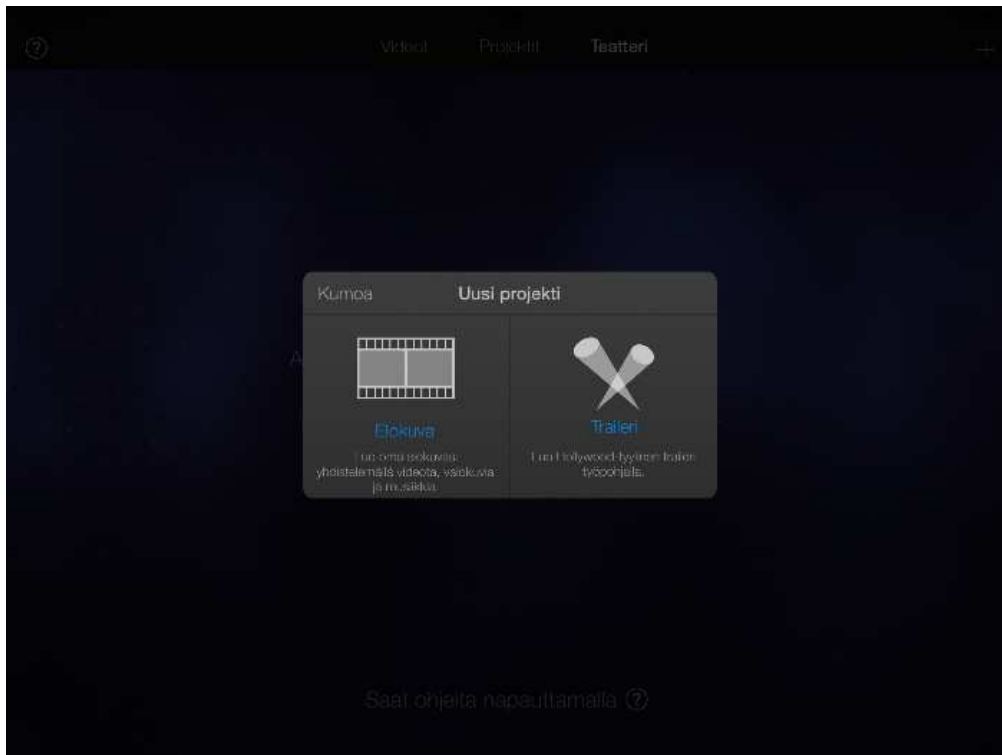 ?
Videot Projektit Teatteri +
Kumoa Uusi projekti
A
Elokuva
Luo oma elokuvasi
yhdistelemällä videota, valokuvia
ja musiikkia.
Traileri
Luo Hollywood-tyylinen traileri
työpohjalla.
Saat ohjeita napauttamalla ?